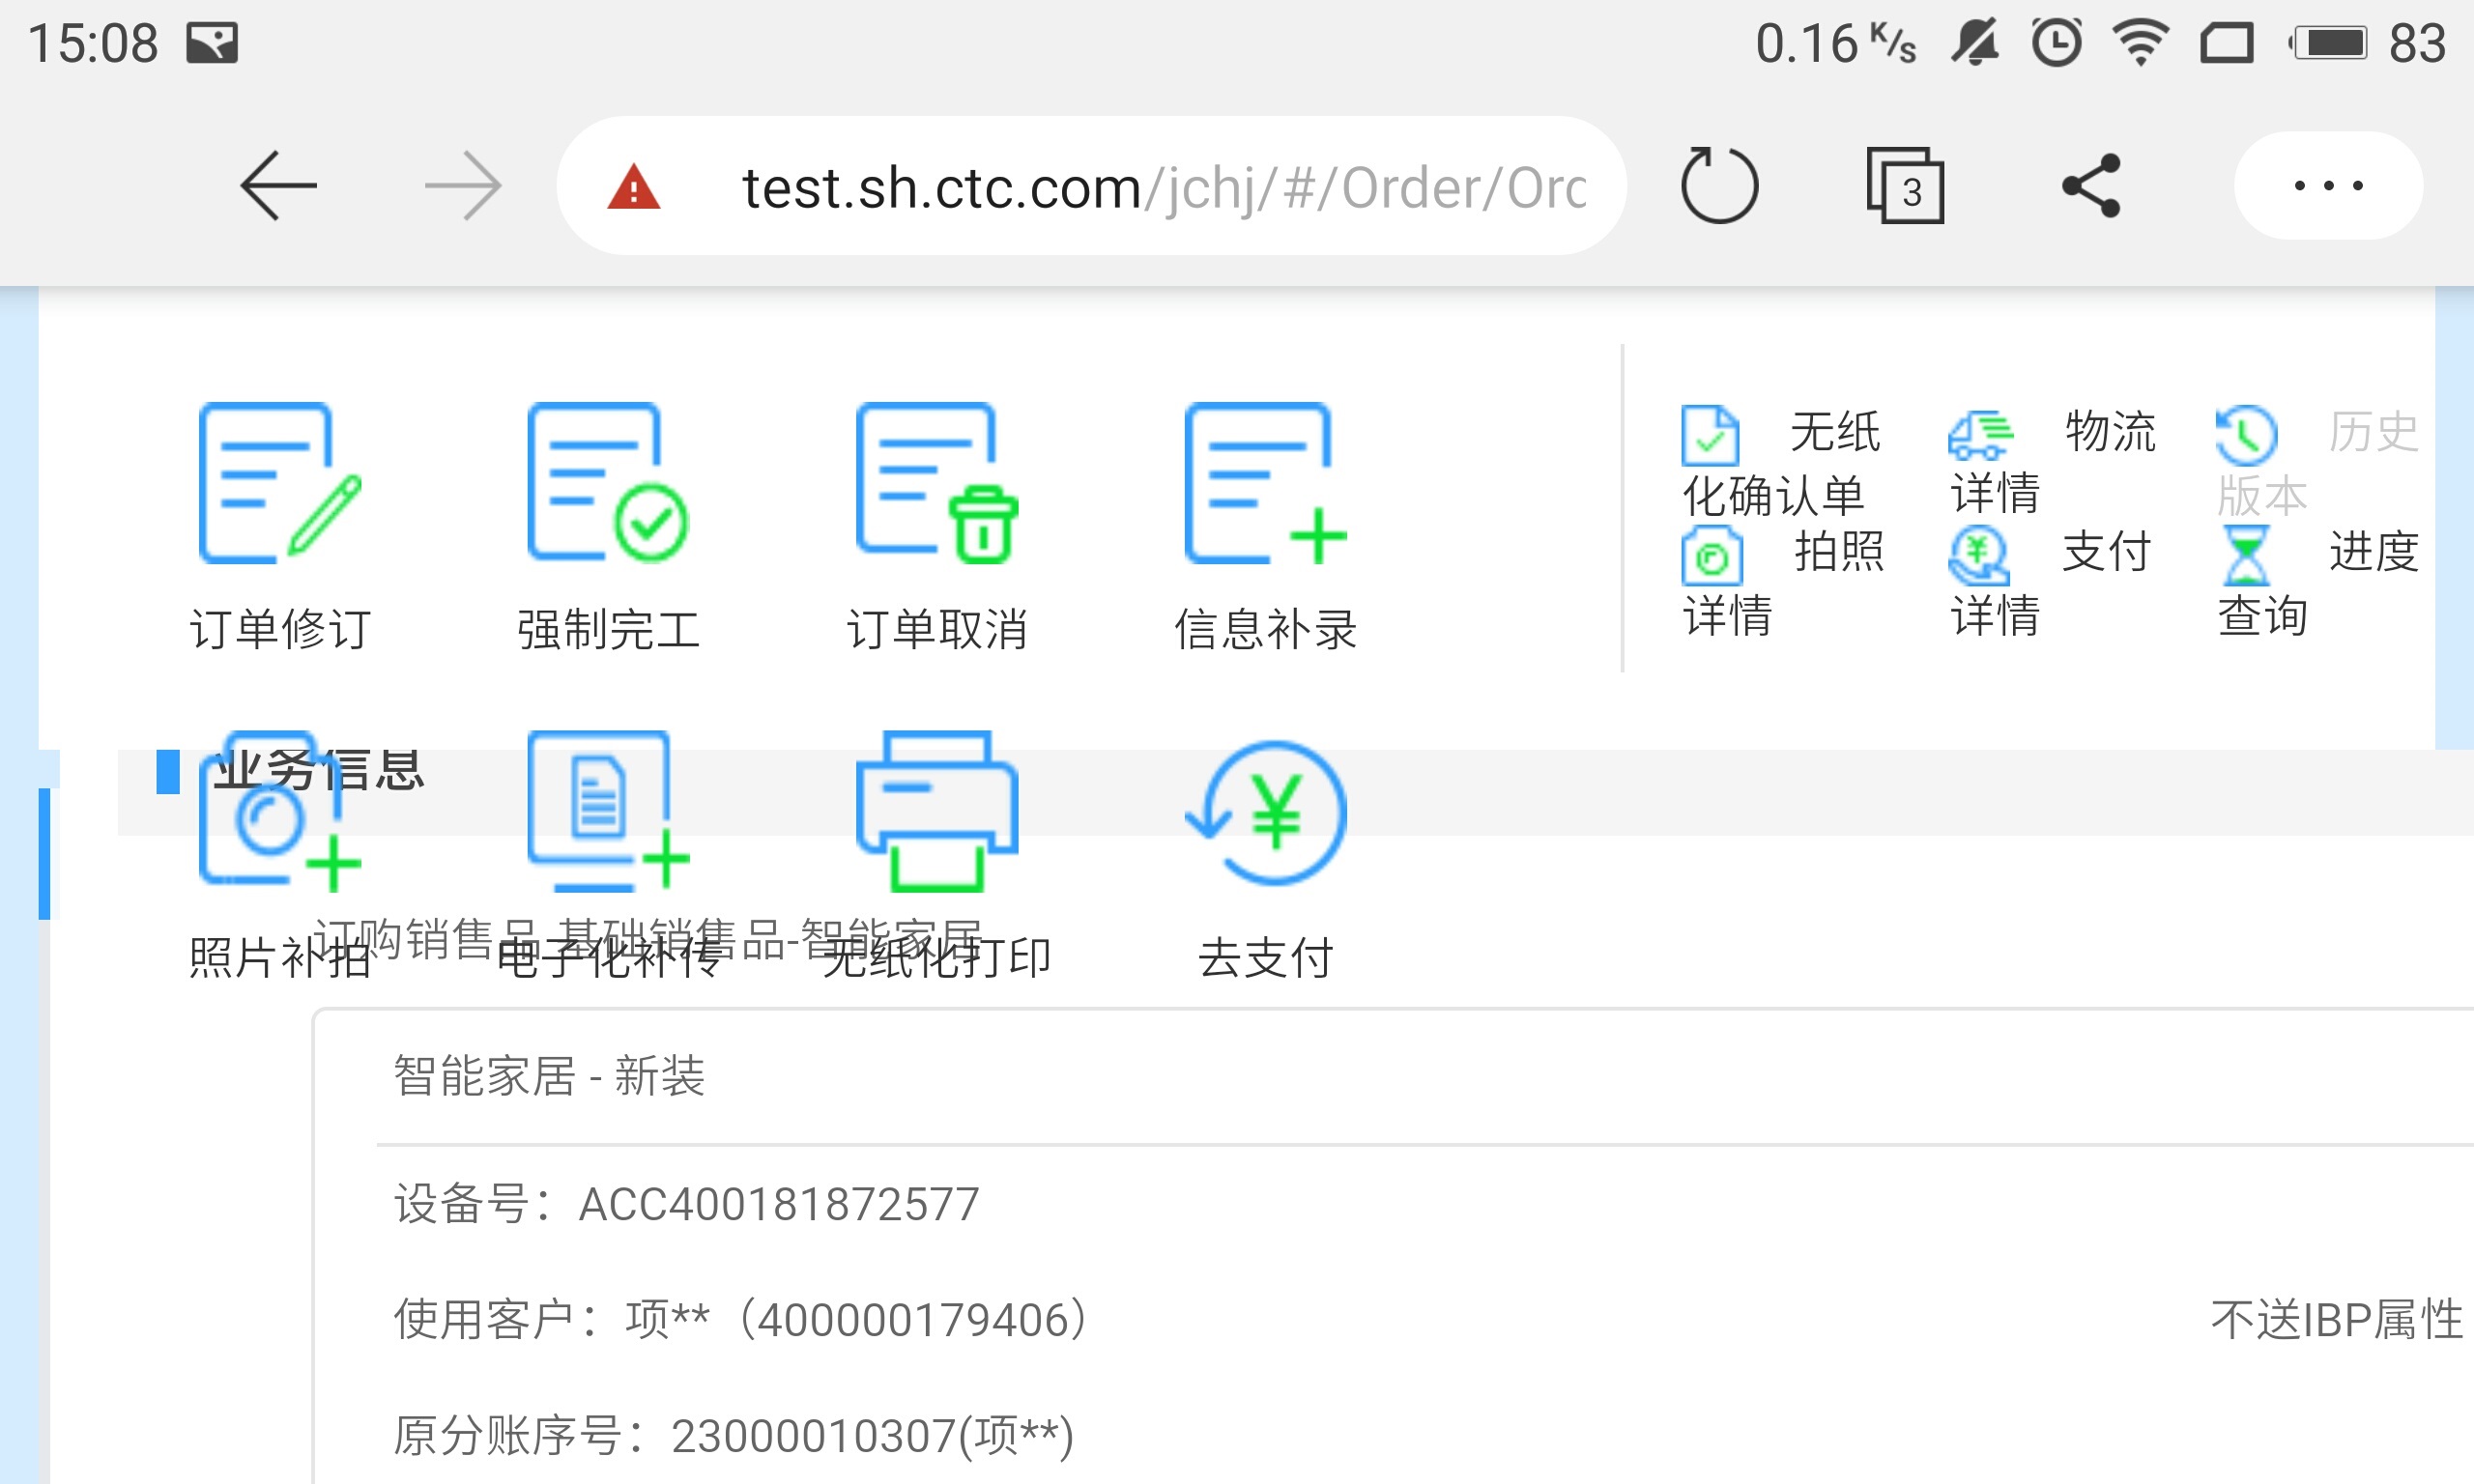 15:08
0.16 K/s
83
test.sh.ctc.com/jchj/#/Order/Orc
3
订单修订
强制完工
订单取消
信息补录
无纸化确认单
物流详情
历史版本
拍照详情
支付详情
进度查询
业务信息
照片补拍
电子化补传
无纸化打印
去支付
订购销售品-基础销售品-智能家居
智能家居 - 新装
设备号：ACC400181872577
使用客户：项**（400000179406）
不送IBP属性
原分账序号：23000010307(项**)